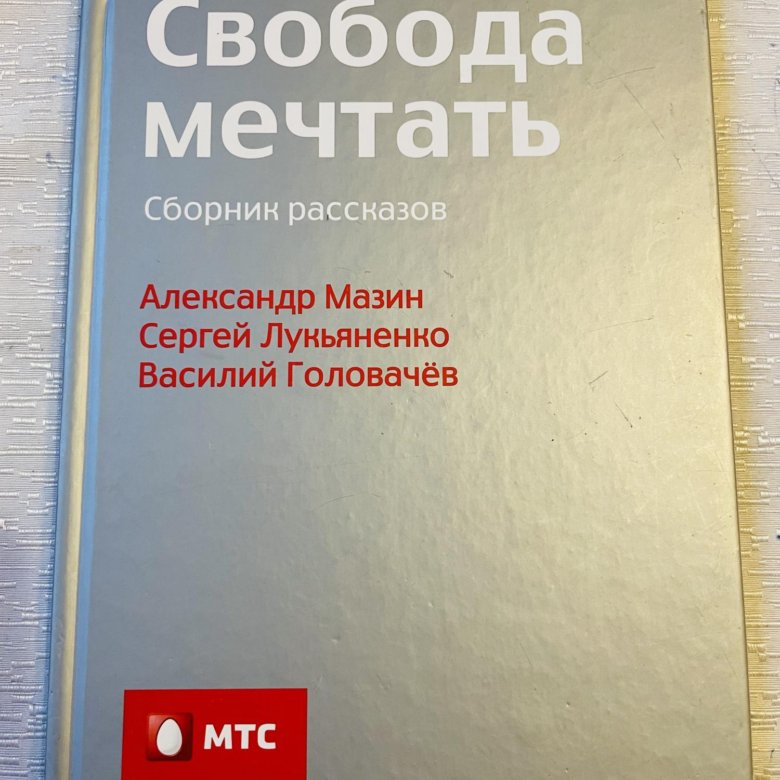 Свобода
мечтать
Сборник рассказов
Александр Мазин
Сергей Лукьяненко
Василий Головачёв
МТС